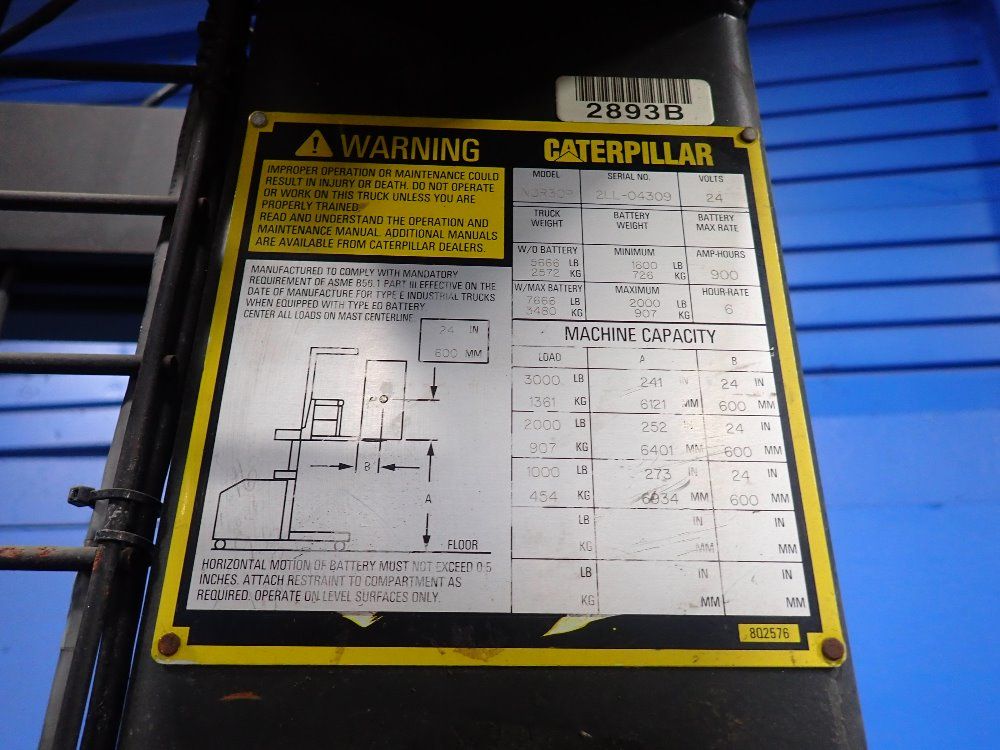 2893B
WARNING
IMPROPER OPERATION OR MAINTENANCE COULD
RESULT IN INJURY OR DEATH. DO NOT OPERATE
OR WORK ON THIS TRUCK UNLESS YOU ARE
PROPERLY TRAINED.
READ AND UNDERSTAND THE OPERATION AND
MAINTENANCE MANUAL. ADDITIONAL MANUALS
ARE AVAILABLE FROM CATERPILLAR DEALERS.
MANUFACTURED TO COMPLY WITH MANDATORY
REQUIREMENT OF ASME B56.1 PART III EFFECTIVE ON THE
DATE OF MANUFACTURE FOR TYPE E INDUSTRIAL TRUCKS
WHEN EQUIPPED WITH TYPE EO BATTERY
CENTER ALL LOADS ON MAST CENTERLINE
24 IN
600 MM
B
A
FLOOR
HORIZONTAL MOTION OF BATTERY MUST NOT EXCEED 0.5
INCHES. ATTACH RESTRAINT TO COMPARTMENT AS
REQUIRED. OPERATE ON LEVEL SURFACES ONLY.
CATERPILLAR
MODEL SERIAL NO. VOLTS
NSR30P 2LL-04309 24
TRUCK WEIGHT BATTERY WEIGHT BATTERY MAX RATE
W/O BATTERY MINIMUM AMP-HOURS
5666 LB 1600 LB 900
2572 KG 726 KG
W/MAX BATTERY MAXIMUM HOUR-RATE
7666 LB 2000 LB 6
3480 KG 907 KG
MACHINE CAPACITY
LOAD A B
3000 LB 241 IN 24 IN
1361 KG 6121 MM 600 MM
2000 LB 252 IN 24 IN
907 KG 6401 MM 600 MM
1000 LB 273 IN 24 IN
454 KG 6934 MM 600 MM
LB IN IN
KG MM MM
LB IN IN
KG MM MM
8Q2576